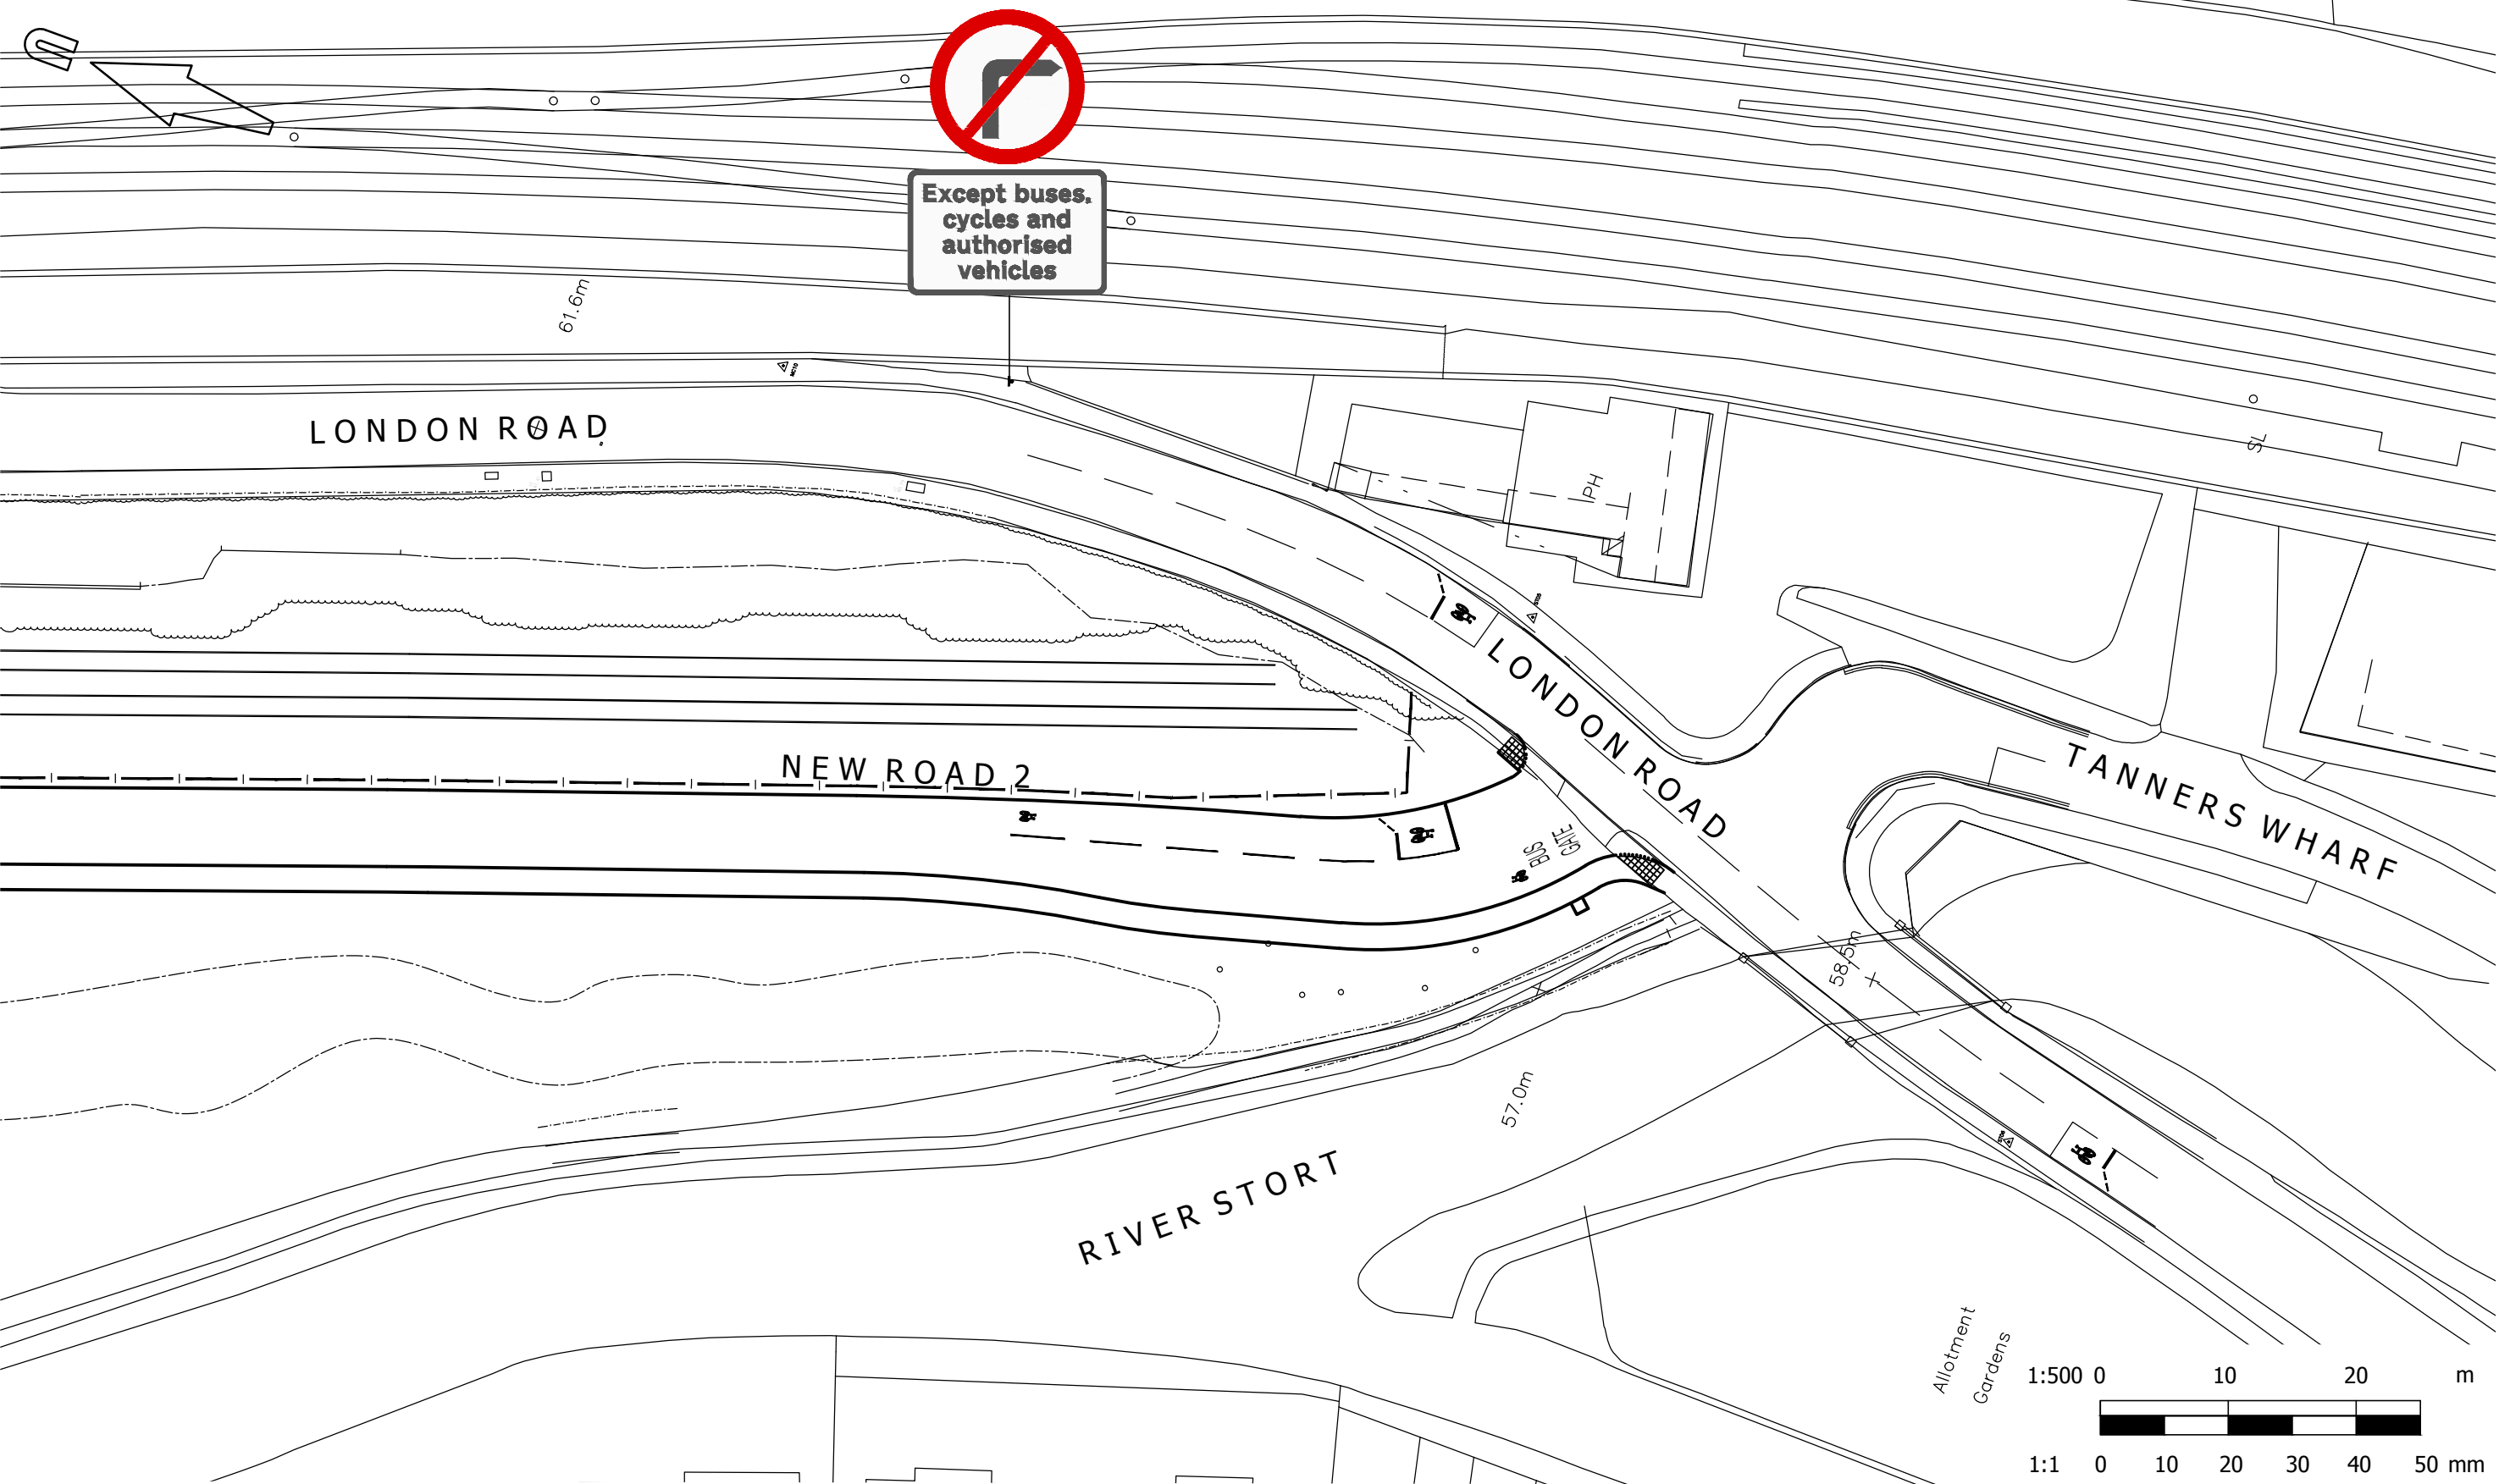 Except buses,
cycles and
authorised
vehicles
61.6m
LONDON ROAD
PH
SL
LONDON ROAD
NEW ROAD 2
TANNERS WHARF
BUS
GATE
58.5m
57.0m
RIVER STORT
Allotment
Gardens
1:500 0 10 20 m
1:1 0 10 20 30 40 50 mm